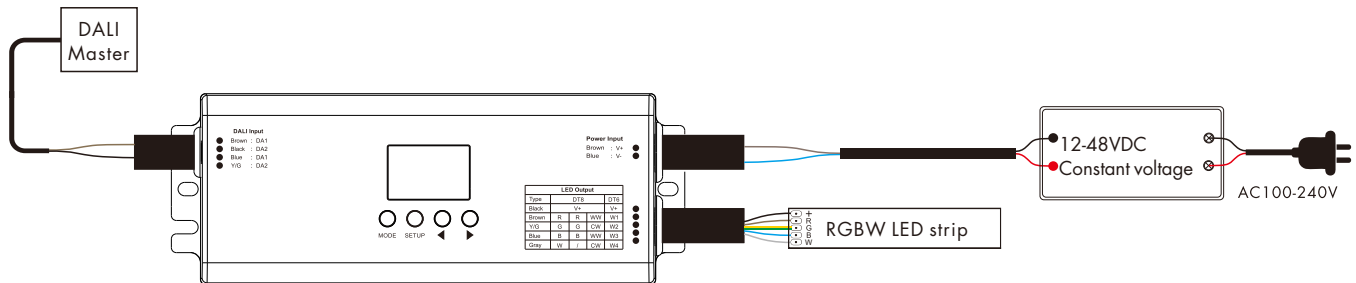 DALI
Master
DALI Input
Brown : DA1
Black : DA2
Blue : DA1
Y/G : DA2
MODE SETUP
Power Input
Brown : V+
Blue : V-
LED Output
Type DT8 DT6
Black V+ V+
Brown R R WW W1
Y/G G G CW W2
Blue B B WW W3
Gray W / CW W4
+
R
G
B
W
RGBW LED strip
12-48VDC
Constant voltage
AC100-240V